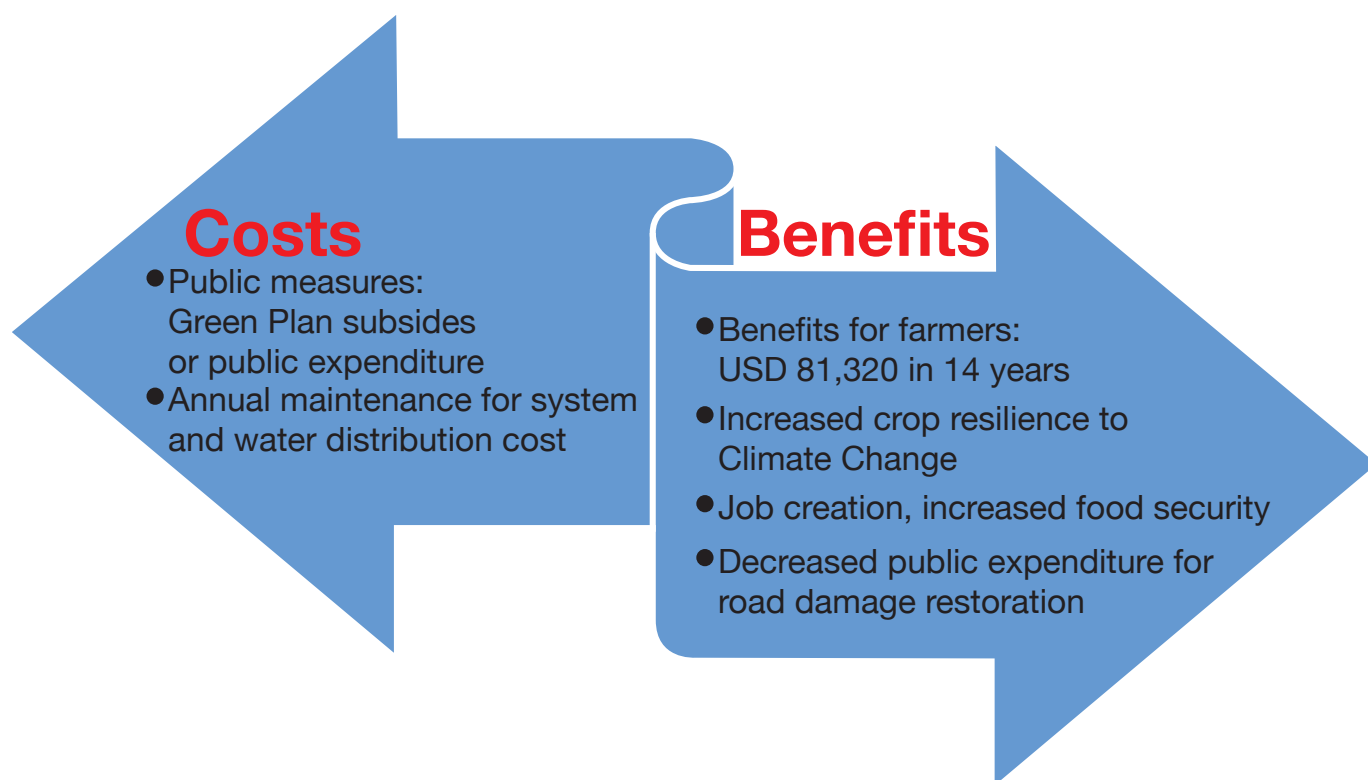 Costs
●Public measures:
Green Plan subsides
or public expenditure
●Annual maintenance for system
and water distribution cost
Benefits
●Benefits for farmers:
USD 81,320 in 14 years
●Increased crop resilience to
Climate Change
●Job creation, increased food security
●Decreased public expenditure for
road damage restoration